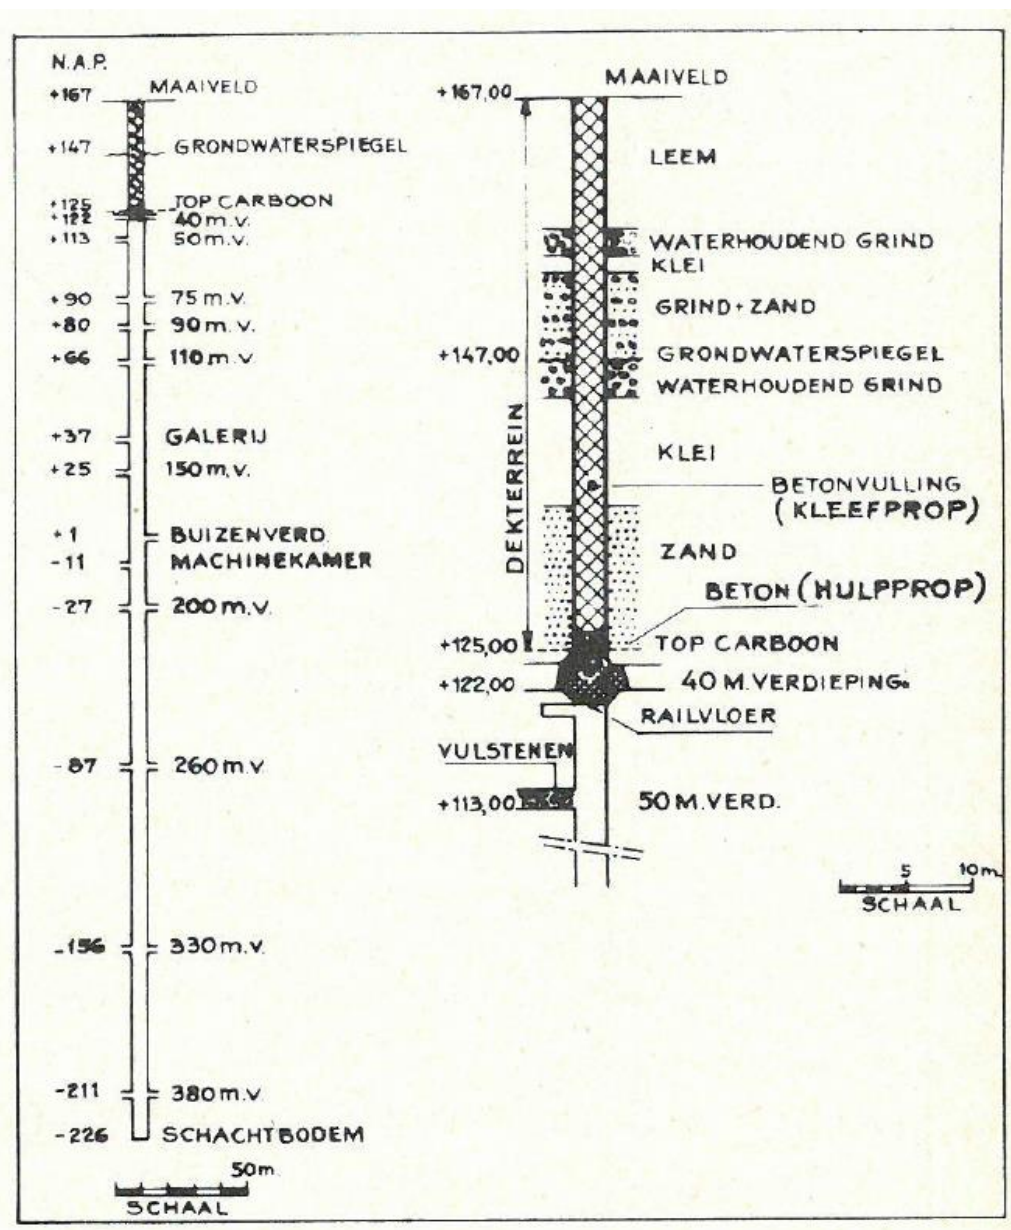 N.A.P.
+167 MAAIVELD
+147 GRONDWATERSPIEGEL
+125 TOP CARBOON
+122 40 m.v.
+113 50 m.v.
+90 75 m.v.
+80 90 m.v.
+66 110 m.v.
+37 GALERIJ
+25 150 m.v.
+1 BUIZENVERD
-11 MACHINEKAMER
-27 200 m.v.
-87 260 m.v.
-156 330 m.v.
-211 380 m.v.
-226 SCHACHTBODEM
50 m.
SCHAAL
+167,00 MAAIVELD
LEEM
WATERHOUDEND GRIND
KLEI
GRIND + ZAND
+147,00 GRONDWATERSPIEGEL
WATERHOUDEND GRIND
DEKTERREIN
KLEI
BETONVULLING
(KLEEFPROP)
ZAND
BETON (HULPPROP)
+125,00 TOP CARBOON
+122,00 40 M. VERDIEPING.
RAILVLOER
VULSTENEN
+113,00 50 M. VERD.
5 10 m.
SCHAAL